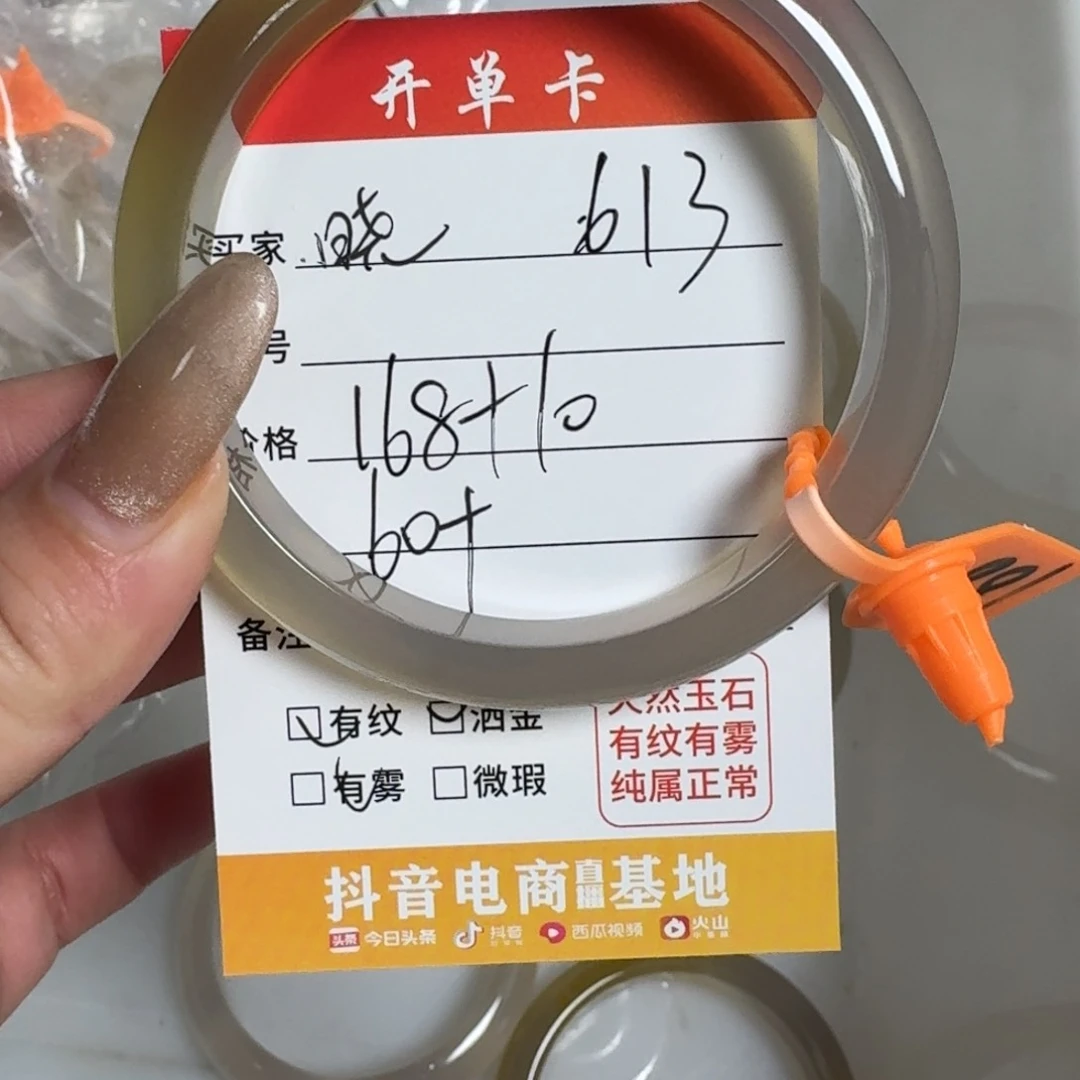 开单卡
买家 晓 613
号
价格 168+10
60+
备注
有纹 洒金
有雾 微瑕
天然玉石
有纹有雾
纯属正常
抖音电商直播基地
头条 今日头条 抖音 西瓜视频 火山